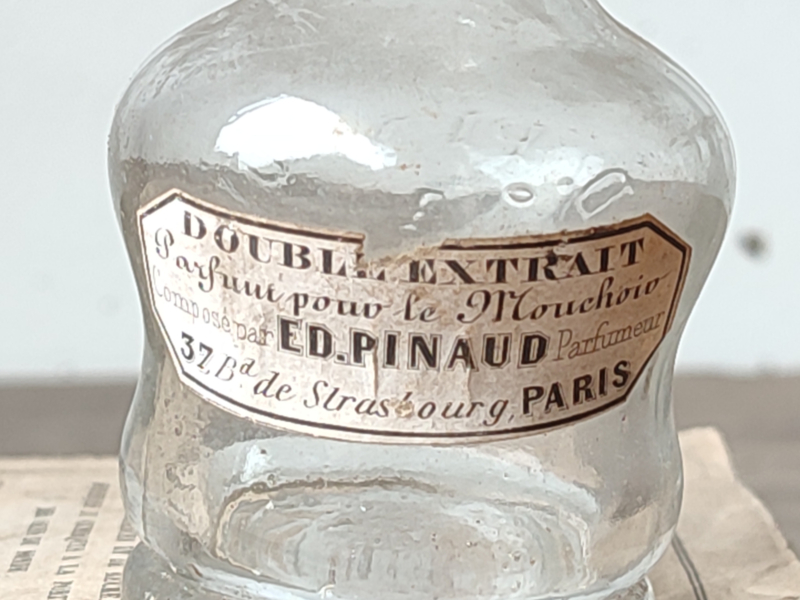 DOUBLE EXTRAIT
Parfum pour le Mouchoir
Composé par ED. PINAUD Parfumeur
37, Bd de Strasbourg, PARIS